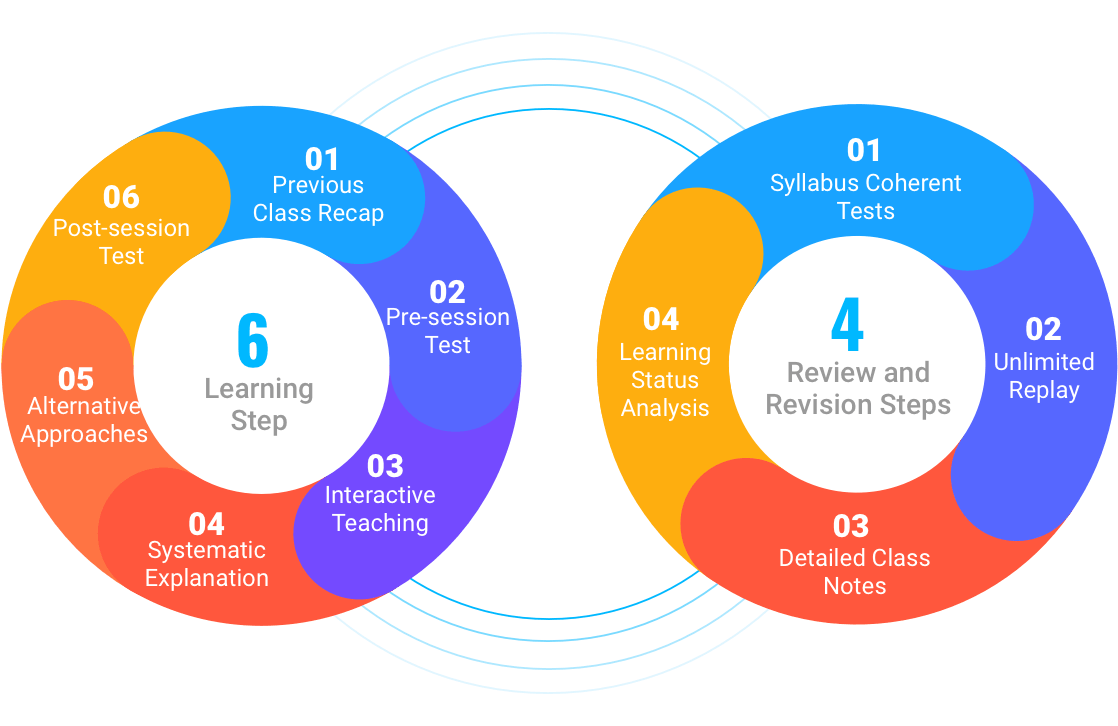 6
Learning
Step
01
Previous
Class Recap
02
Pre-session
Test
03
Interactive
Teaching
04
Systematic
Explanation
05
Alternative
Approaches
06
Post-session
Test
4
Review and
Revision Steps
01
Syllabus Coherent
Tests
02
Unlimited
Replay
03
Detailed Class
Notes
04
Learning
Status
Analysis